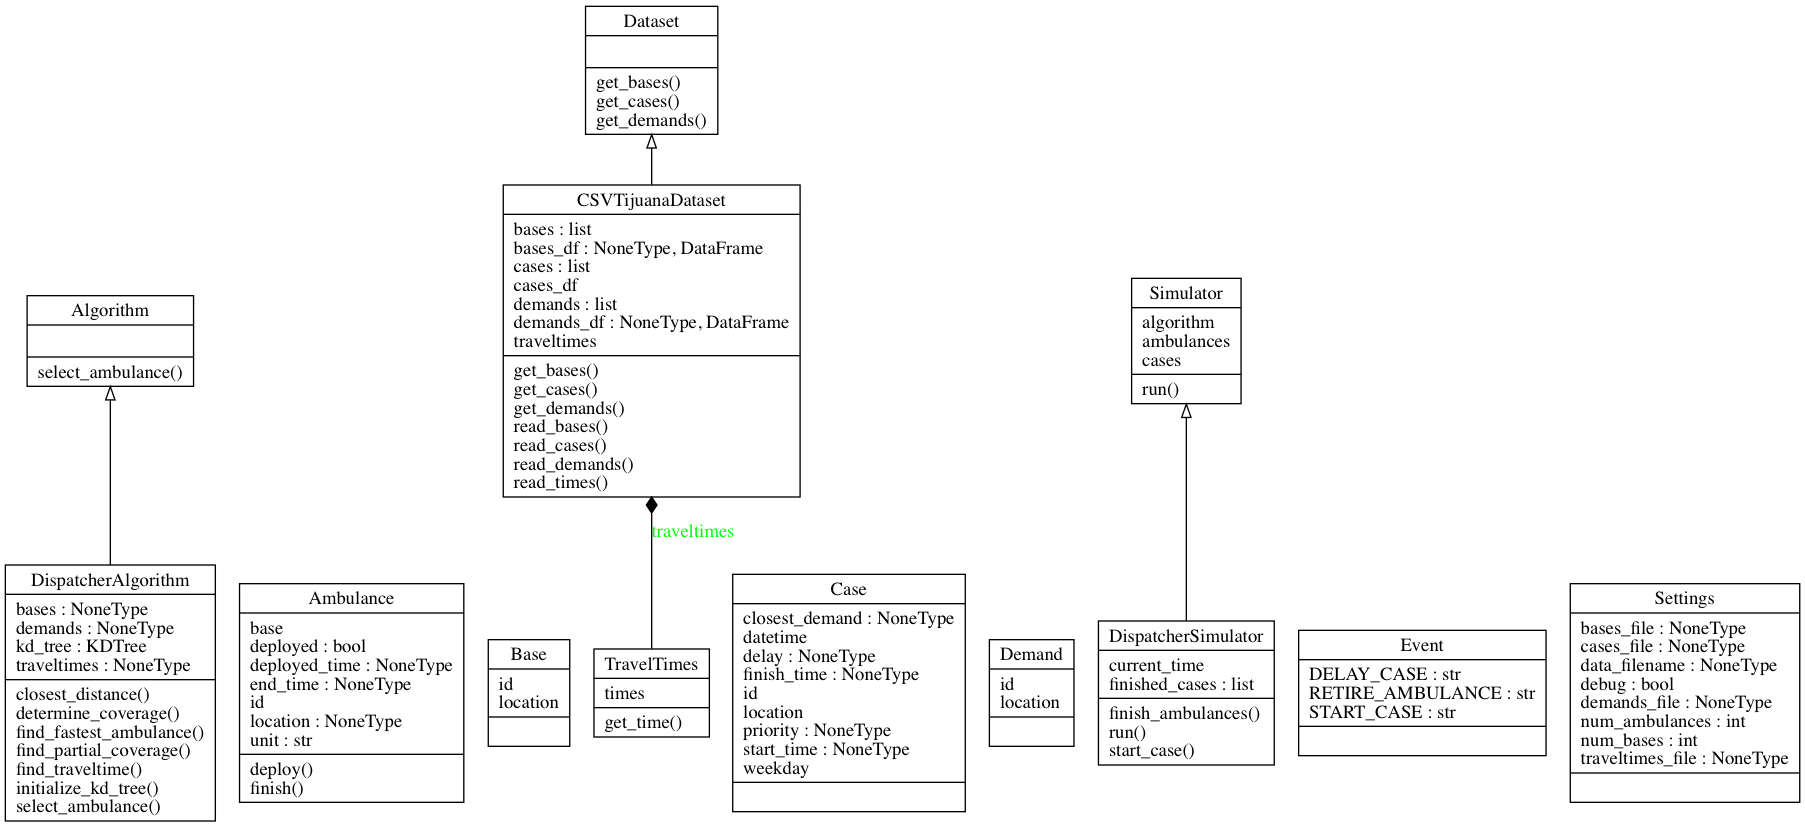 Dataset
get_bases()
get_cases()
get_demands()
CSVTijuanaDataset
bases : list
bases_df : NoneType, DataFrame
cases : list
cases_df
demands : list
demands_df : NoneType, DataFrame
traveltimes
get_bases()
get_cases()
get_demands()
read_bases()
read_cases()
read_demands()
read_times()
traveltimes
Algorithm
select_ambulance()
Simulator
algorithm
ambulances
cases
run()
DispatcherAlgorithm
bases : NoneType
demands : NoneType
kd_tree : KDTree
traveltimes : NoneType
closest_distance()
determine_coverage()
find_fastest_ambulance()
find_partial_coverage()
find_traveltime()
initialize_kd_tree()
select_ambulance()
Ambulance
base
deployed : bool
deployed_time : NoneType
end_time : NoneType
id
location : NoneType
unit : str
deploy()
finish()
Base
id
location
TravelTimes
times
get_time()
Case
closest_demand : NoneType
datetime
delay : NoneType
finish_time : NoneType
id
location
priority : NoneType
start_time : NoneType
weekday
Demand
id
location
DispatcherSimulator
current_time
finished_cases : list
finish_ambulances()
run()
start_case()
Event
DELAY_CASE : str
RETIRE_AMBULANCE : str
START_CASE : str
Settings
bases_file : NoneType
cases_file : NoneType
data_filename : NoneType
debug : bool
demands_file : NoneType
num_ambulances : int
num_bases : int
traveltimes_file : NoneType